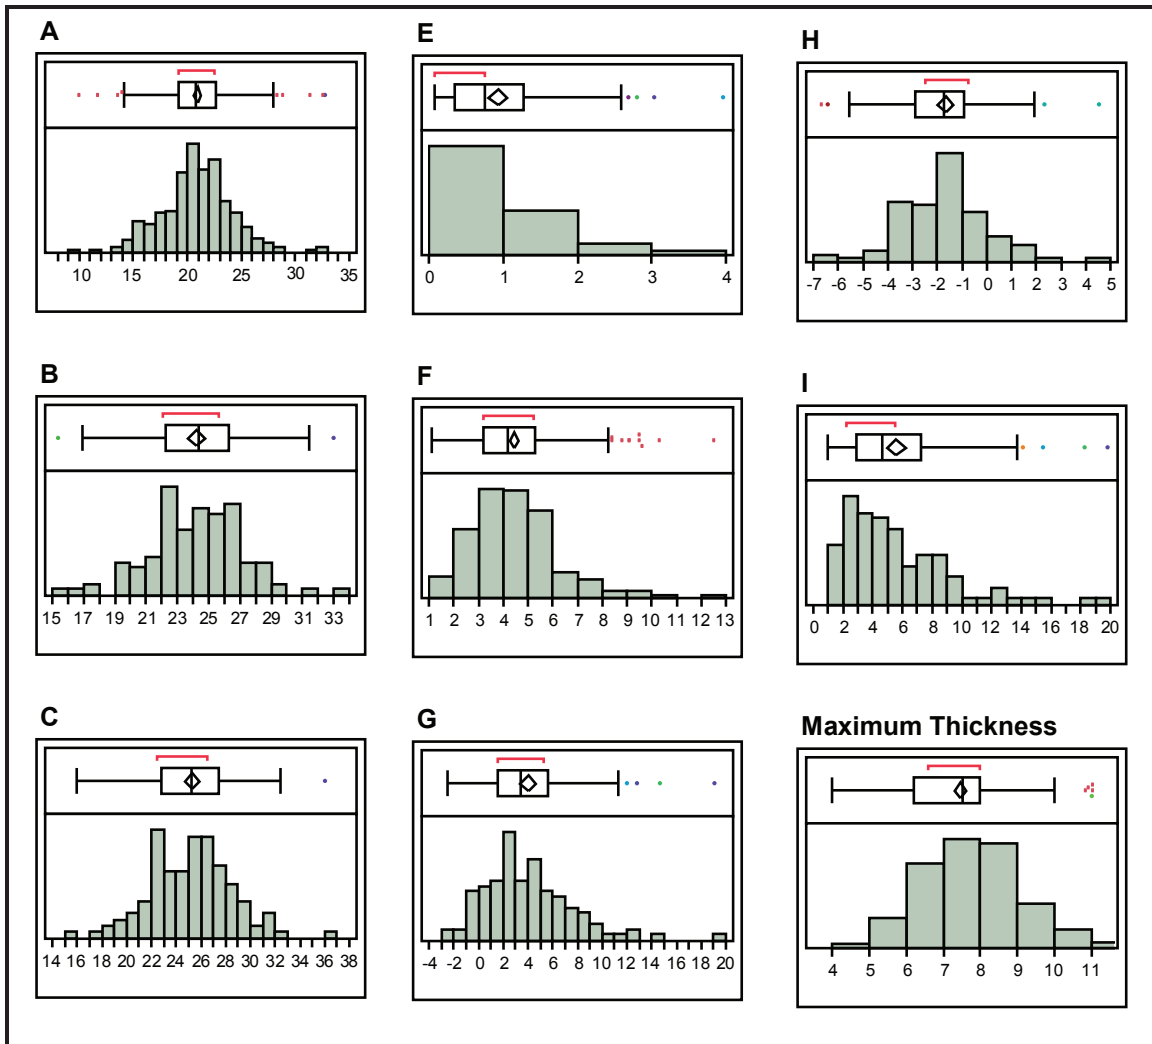 A
10 15 20 25 30 35
E
0 1 2 3 4
H
-7 -6 -5 -4 -3 -2 -1 0 1 2 3 4 5
B
15 17 19 21 23 25 27 29 31 33
F
1 2 3 4 5 6 7 8 9 10 11 12 13
I
0 2 4 6 8 10 12 14 16 18 20
C
14 16 18 20 22 24 26 28 30 32 34 36 38
G
-4 -2 0 2 4 6 8 10 12 14 16 18 20
Maximum Thickness
4 5 6 7 8 9 10 11